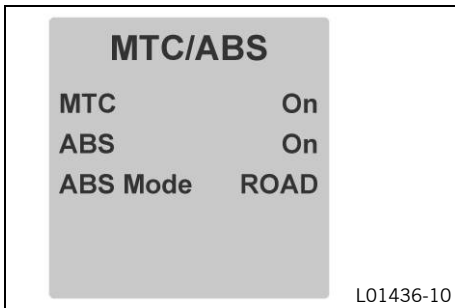 MTC/ABS
MTC On
ABS On
ABS Mode ROAD
L01436-10